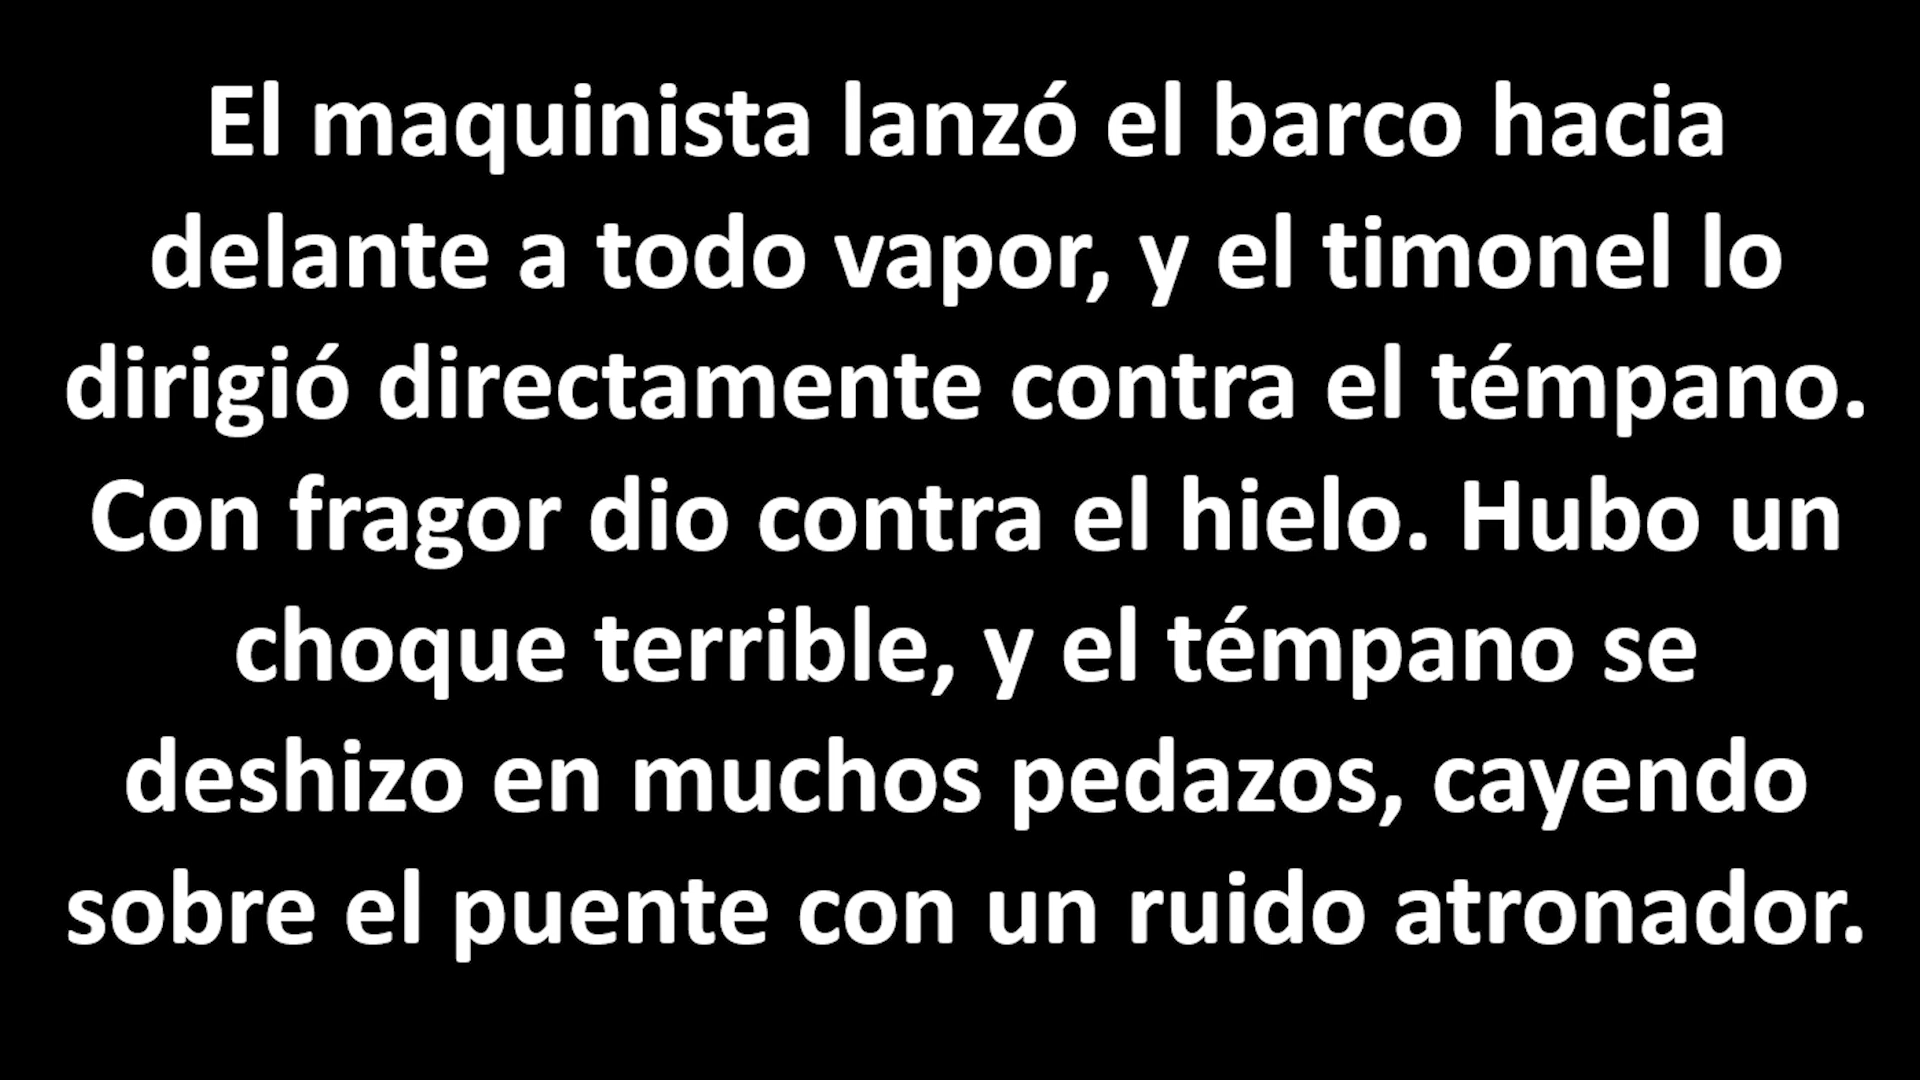 El maquinista lanzó el barco hacia
delante a todo vapor, y el timonel lo
dirigió directamente contra el témpano.
Con fragor dio contra el hielo. Hubo un
choque terrible, y el témpano se
deshizo en muchos pedazos, cayendo
sobre el puente con un ruido atronador.